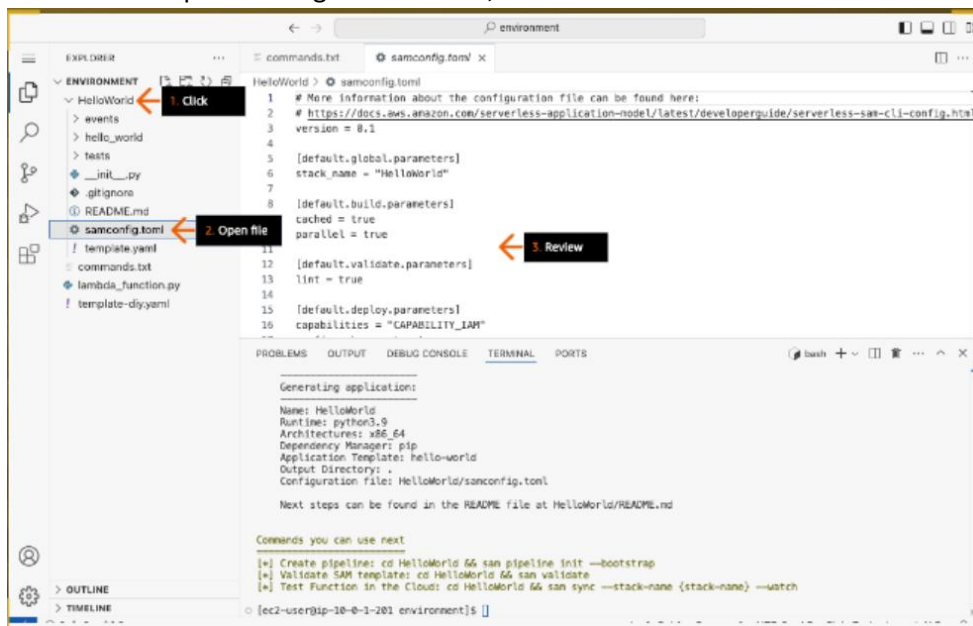 environment
EXPLORER
ENVIRONMENT
HelloWorld
1. Click
events
hello_world
tests
__init__.py
.gitignore
README.md
samconfig.toml
2. Open file
template.yaml
commands.txt
lambda_function.py
template-diy.yaml
OUTLINE
TIMELINE
commands.txt
samconfig.toml
HelloWorld > samconfig.toml
1 # More information about the configuration file can be found here:
2 # https://docs.aws.amazon.com/serverless-application-model/latest/developerguide/serverless-sam-cli-config.html
3 version = 0.1
4
5 [default.global.parameters]
6 stack_name = "HelloWorld"
7
8 [default.build.parameters]
cached = true
parallel = true
11
12 [default.validate.parameters]
13 lint = true
14
15 [default.deploy.parameters]
16 capabilities = "CAPABILITY_IAM"
3. Review
PROBLEMS OUTPUT DEBUG CONSOLE TERMINAL PORTS
bash
Generating application:
Name: HelloWorld
Runtime: python3.9
Architectures: x86_64
Dependency Manager: pip
Application Template: hello-world
Output Directory: .
Configuration file: HelloWorld/samconfig.toml
Next steps can be found in the README file at HelloWorld/README.md
Commands you can use next
[*] Create pipeline: cd HelloWorld && sam pipeline init --bootstrap
[*] Validate SAM template: cd HelloWorld && sam validate
[*] Test Function in the Cloud: cd HelloWorld && sam sync --stack-name {stack-name} --watch
[ec2-user@ip-10-0-1-201 environment]$